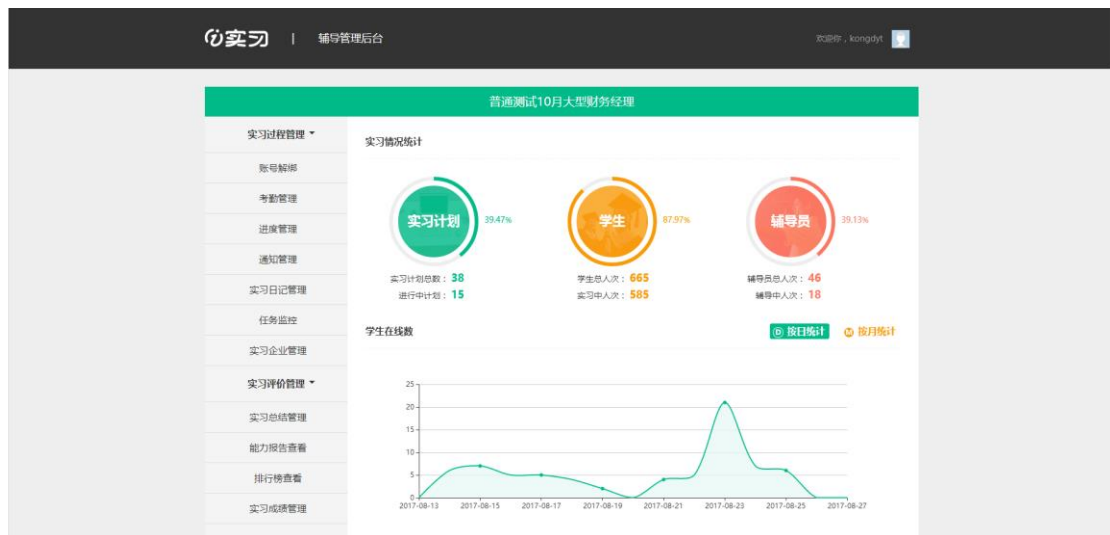 实习 | 辅导管理后台
欢迎你，kongdyt
普通测试10月大型财务经理
实习过程管理
账号解绑
考勤管理
进度管理
通知管理
实习日记管理
任务监控
实习企业管理
实习评价管理
实习总结管理
能力报告查看
排行榜查看
实习成绩管理
实习情况统计
实习计划
39.47%
实习计划总数：38
进行中计划：15
学生
87.97%
学生总人次：665
实习中人次：585
辅导员
39.13%
辅导员总人次：46
辅导中人次：18
学生在线数
D 按日统计
M 按月统计
25
20
15
10
5
0
2017-08-13 2017-08-15 2017-08-17 2017-08-19 2017-08-21 2017-08-23 2017-08-25 2017-08-27